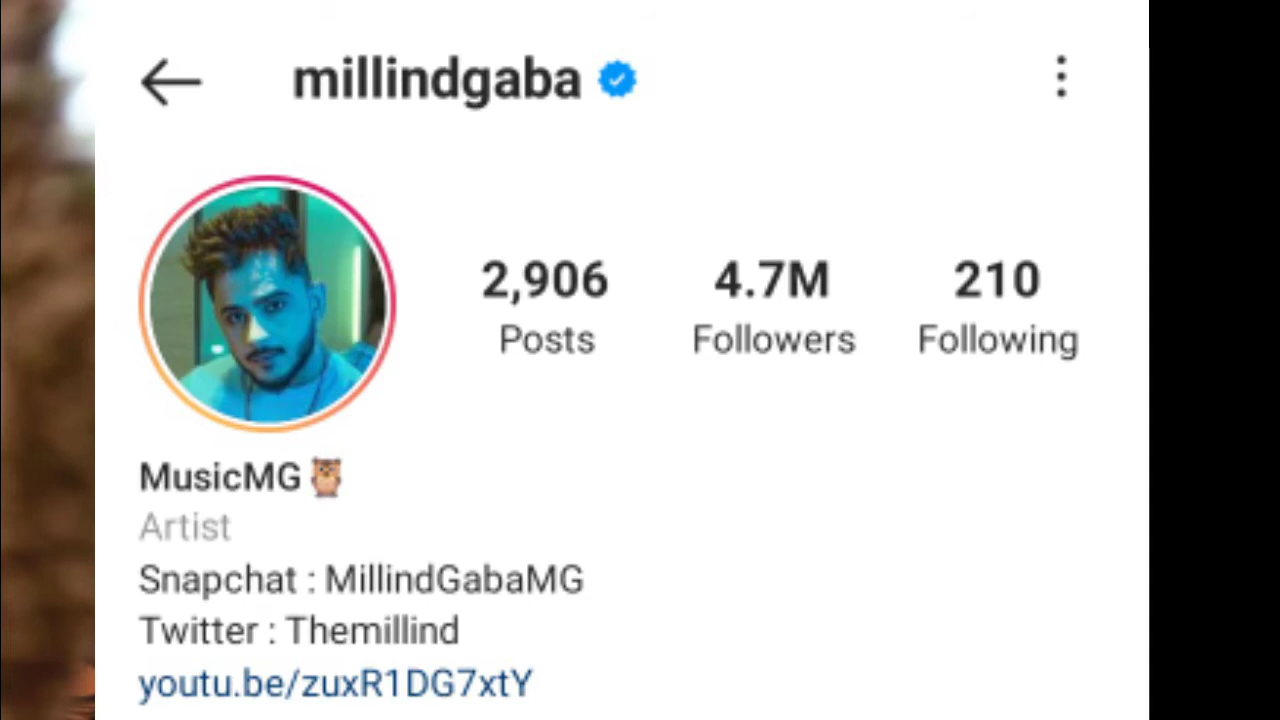 millindgaba
2,906 4.7M 210
Posts Followers Following
MusicMG🦉
Artist
Snapchat : MillindGabaMG
Twitter : Themillind
youtu.be/zuxR1DG7xtY